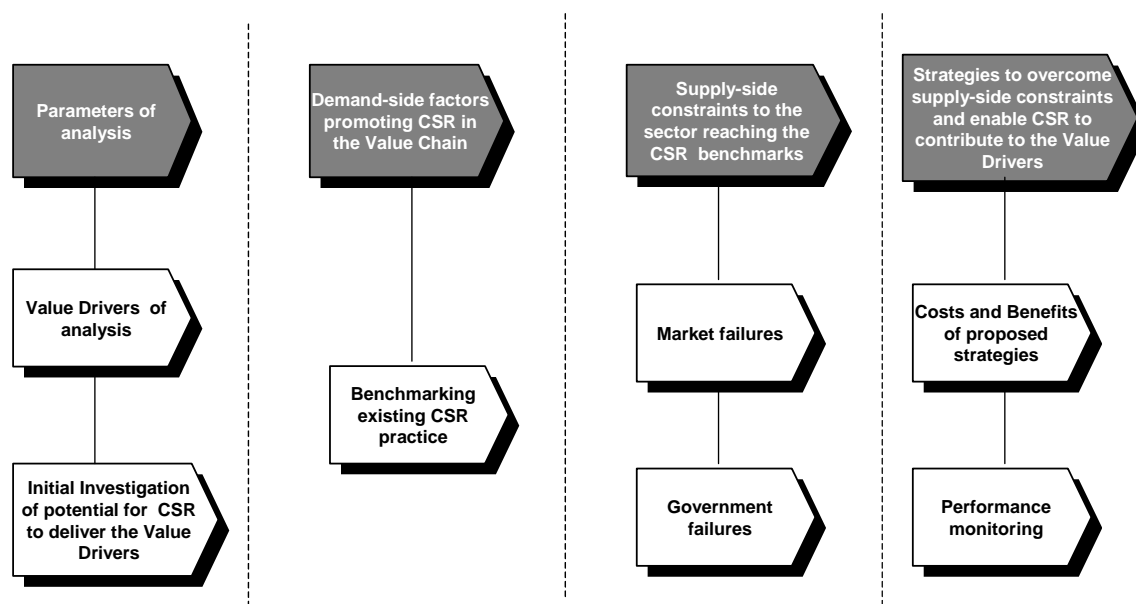 Parameters of
analysis
Value Drivers of
analysis
Initial Investigation
of potential for CSR
to deliver the Value
Drivers
Demand-side factors
promoting CSR in
the Value Chain
Benchmarking
existing CSR
practice
Supply-side
constraints to the
sector reaching the
CSR benchmarks
Market failures
Government
failures
Strategies to overcome
supply-side constraints
and enable CSR to
contribute to the Value
Drivers
Costs and Benefits
of proposed
strategies
Performance
monitoring